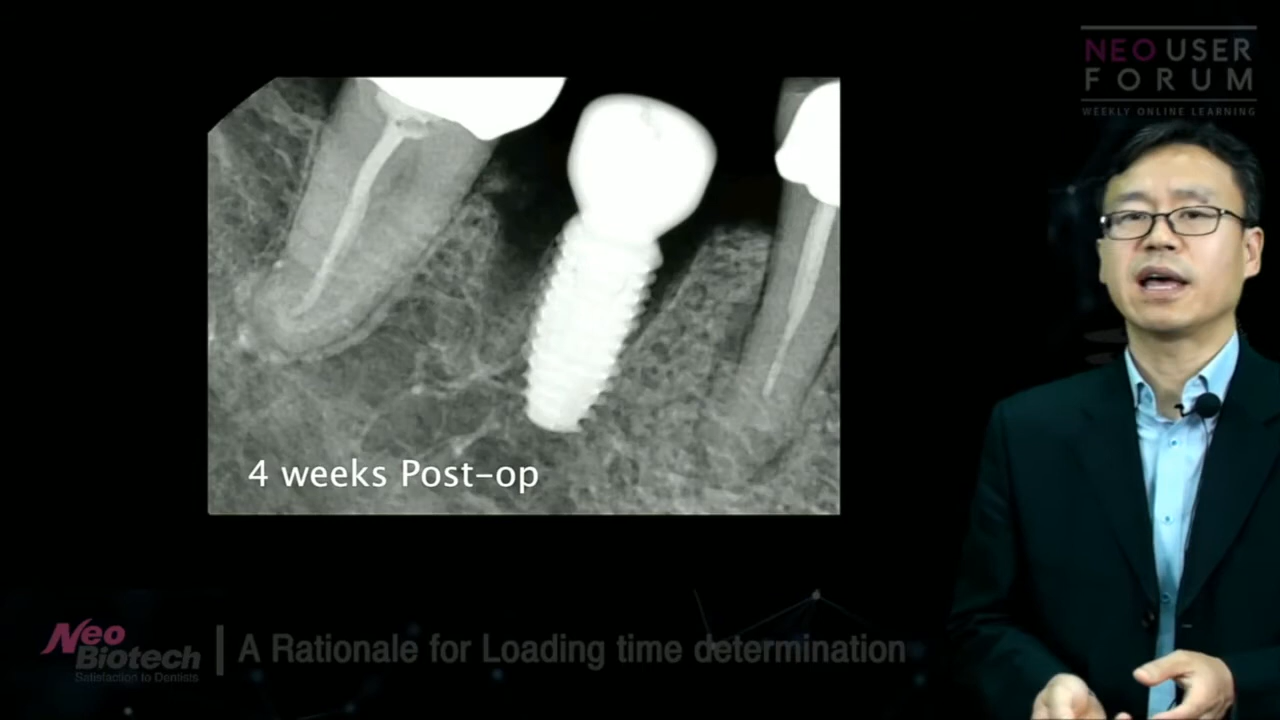 NEO USER
FORUM
WEEKLY ONLINE LEARNING
4 weeks Post-op
Neo
Biotech
Satisfaction to Dentists
A Rationale for Loading time determination